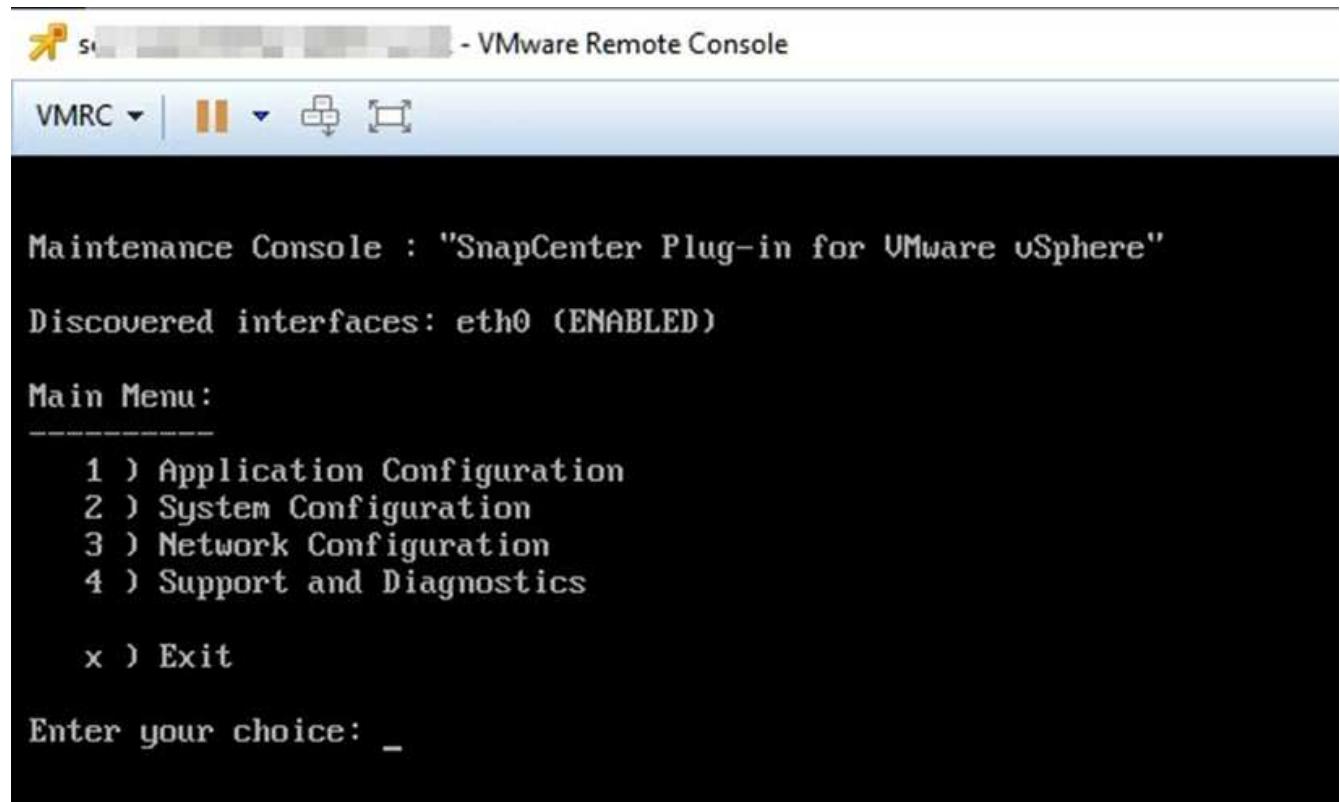 - VMware Remote Console
VMRC
Maintenance Console : "SnapCenter Plug-in for VMware vSphere"
Discovered interfaces: eth0 (ENABLED)
Main Menu:
----------
1 ) Application Configuration
2 ) System Configuration
3 ) Network Configuration
4 ) Support and Diagnostics
x ) Exit
Enter your choice: _